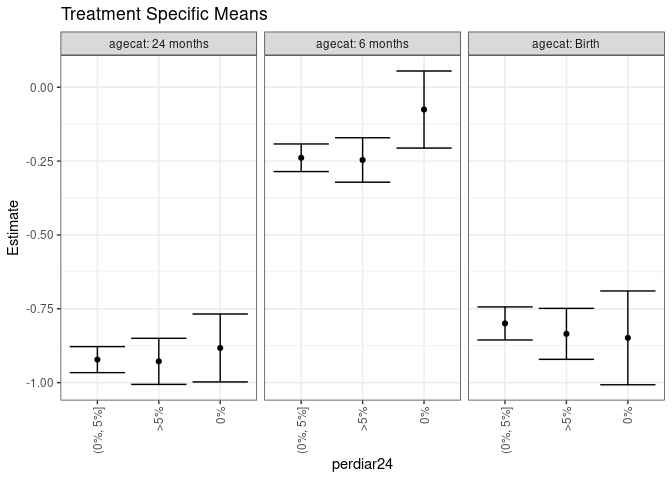 Treatment Specific Means
agecat: 24 months
agecat: 6 months
agecat: Birth
0.00
-0.25
-0.50
-0.75
-1.00
Estimate
(0%, 5%]
>5%
0%
(0%, 5%]
>5%
0%
(0%, 5%]
>5%
0%
perdiar24